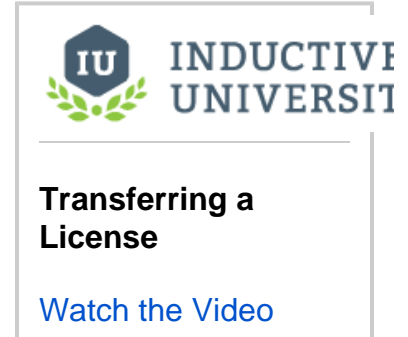 IU
INDUCTIVE
UNIVERSIT
Transferring a
License
Watch the Video